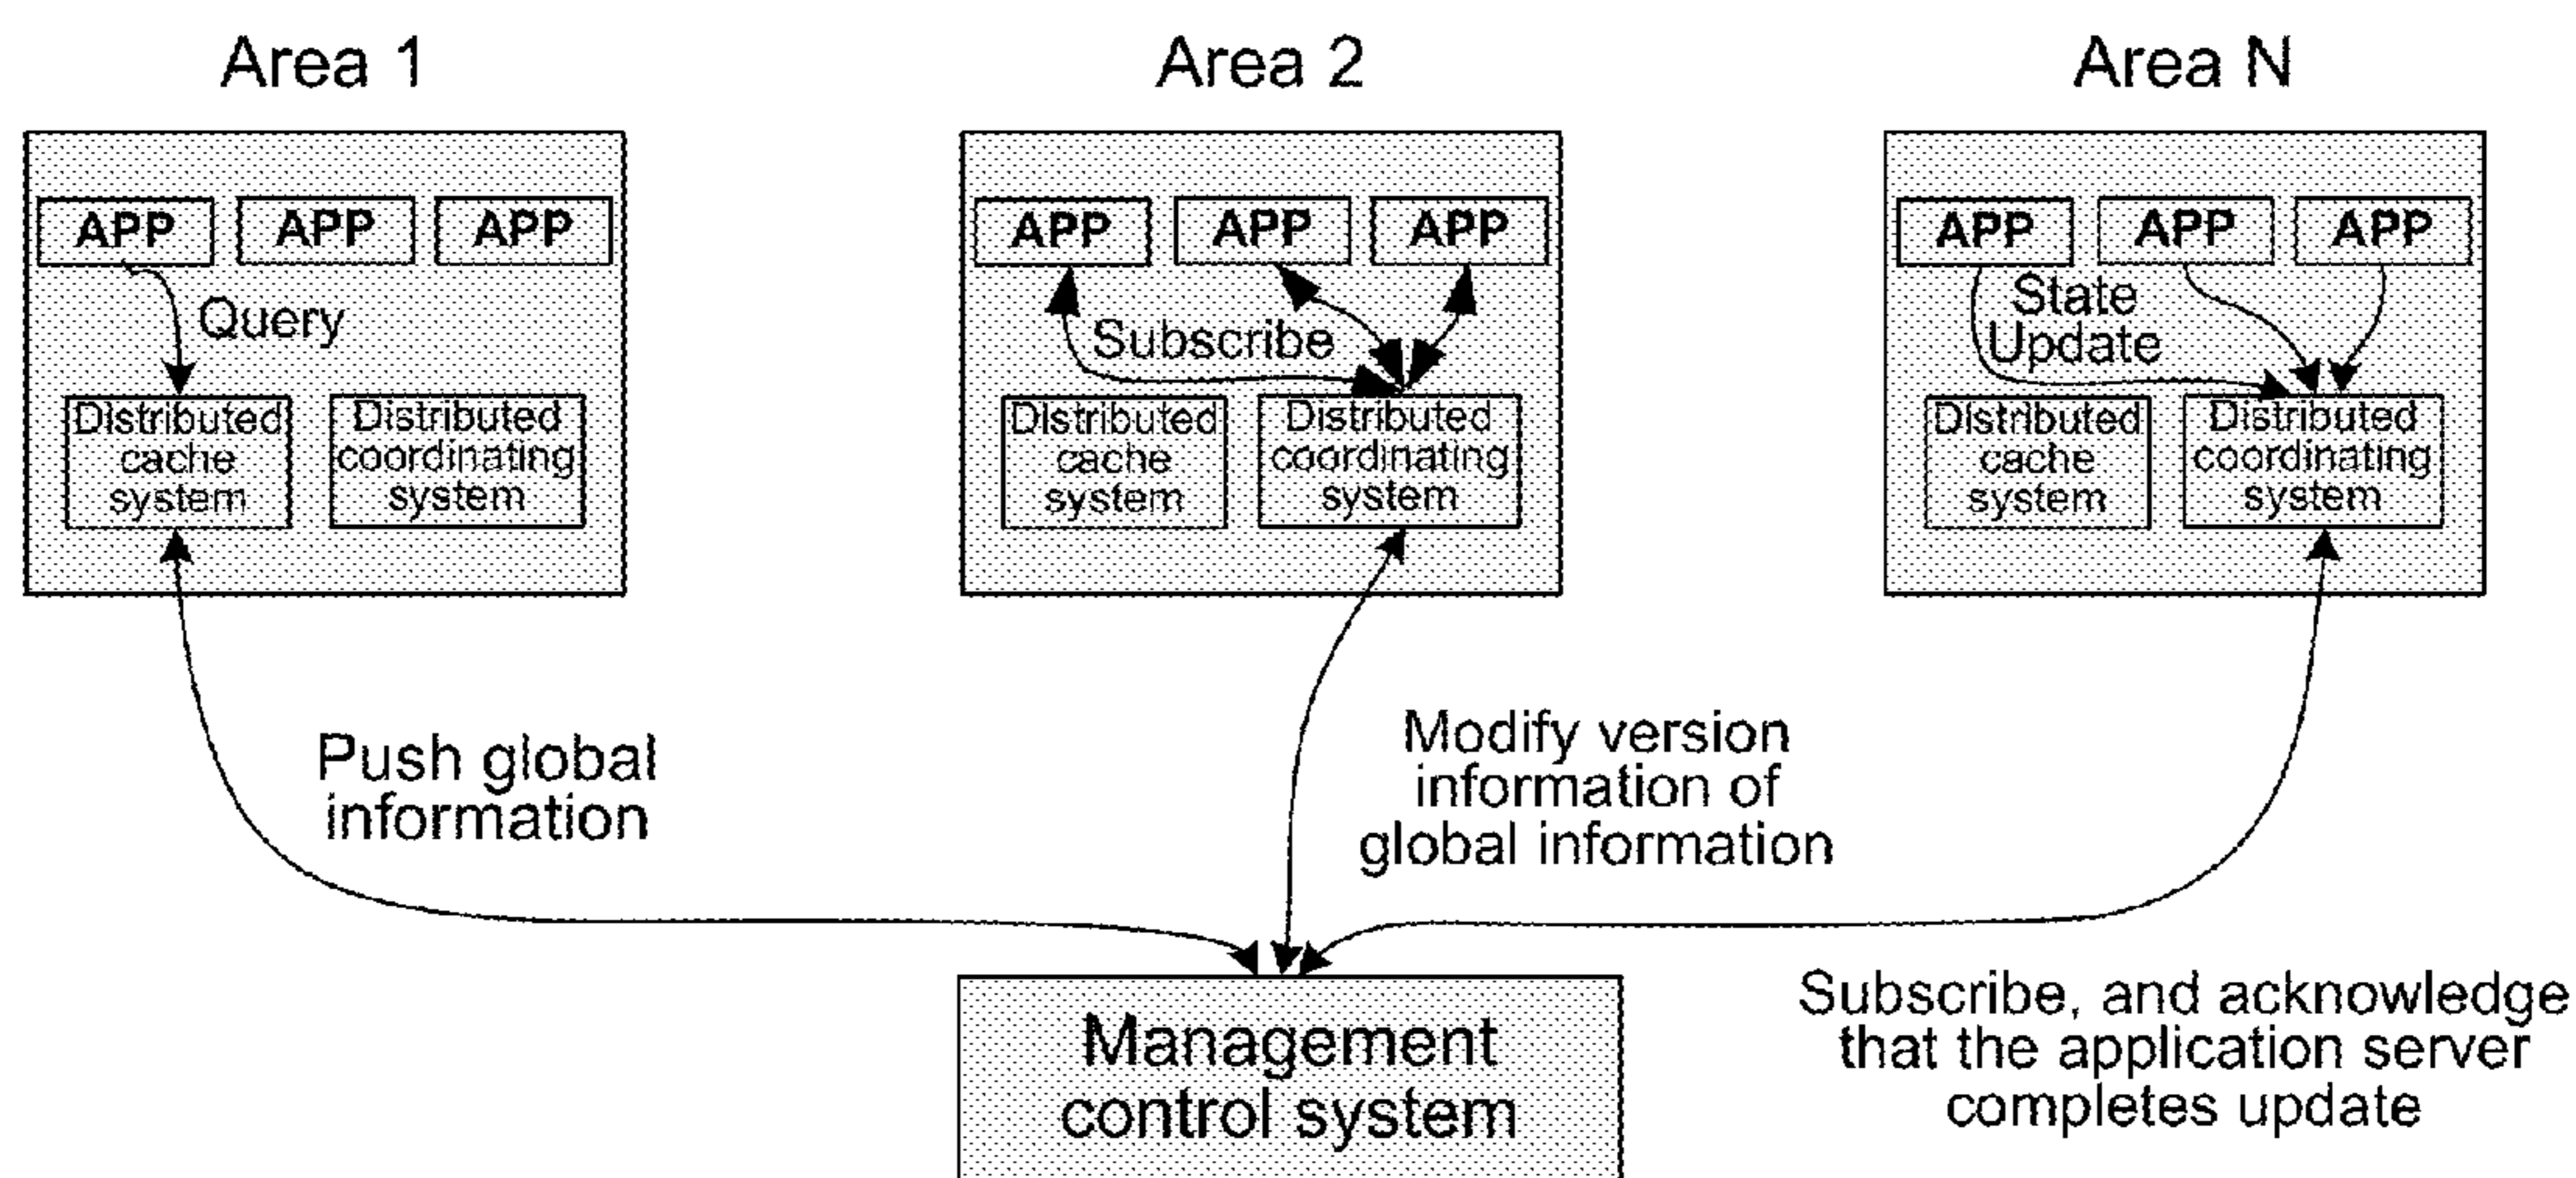 Area 1
Area 2
Area N
APP
APP
APP
Query
Distributed
cache
system
Distributed
coordinating
system
APP
APP
APP
Subscribe
Distributed
cache
system
Distributed
coordinating
system
APP
APP
APP
State
Update
Distributed
cache
system
Distributed
coordinating
system
Push global
information
Modify version
information of
global information
Subscribe, and acknowledge
that the application server
completes update
Management
control system